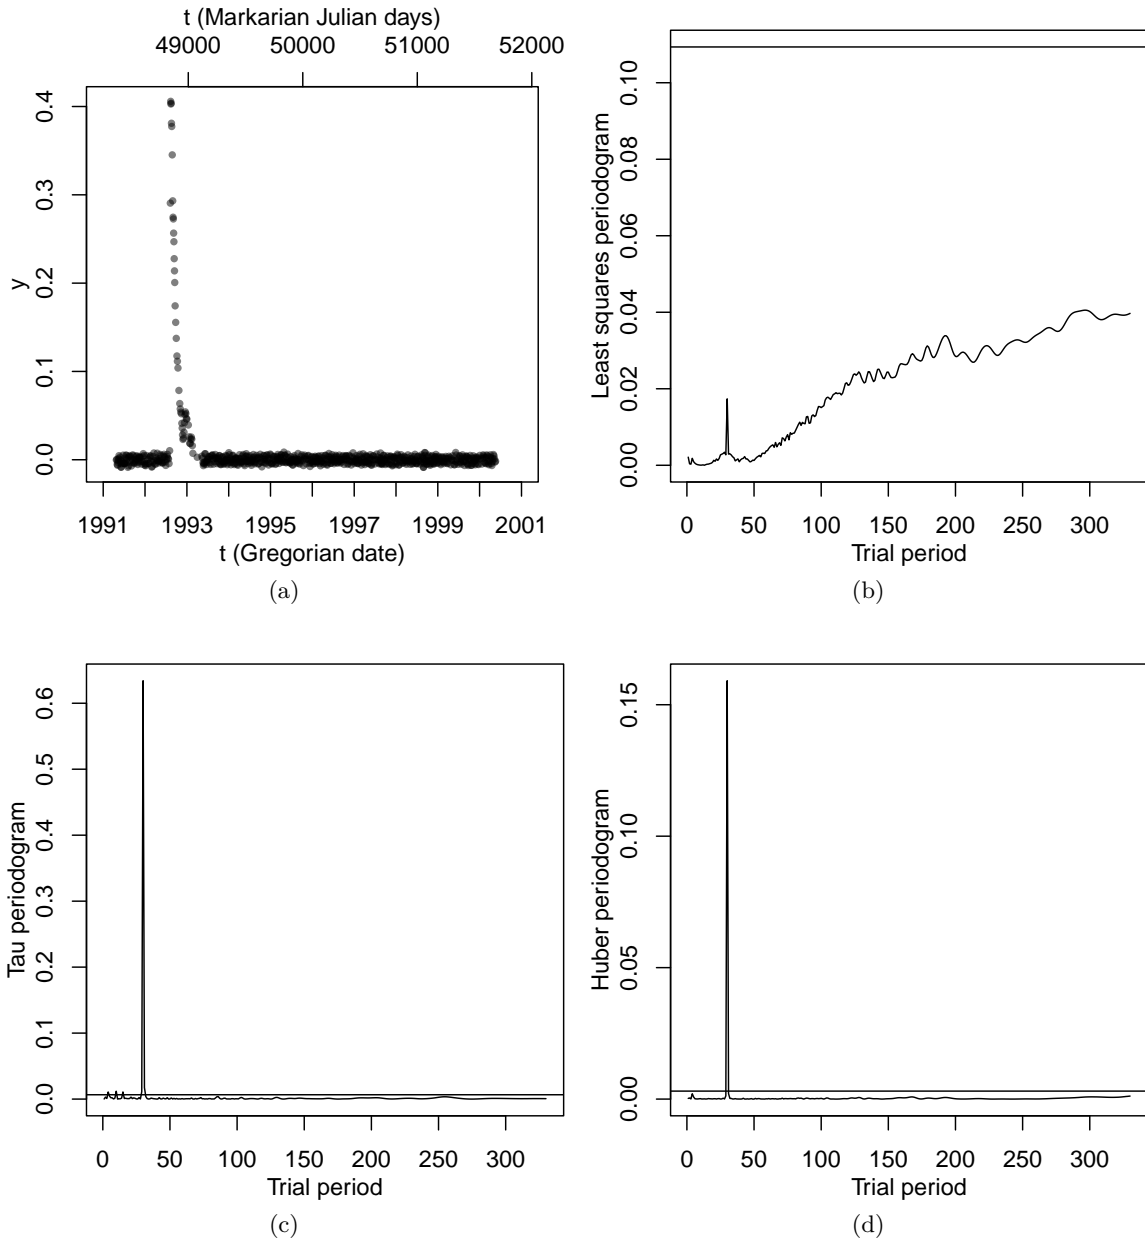 t (Markarian Julian days)
49000 50000 51000 52000
0.4
0.3
0.2
0.1
0.0
y
1991 1993 1995 1997 1999 2001
t (Gregorian date)
(a)
0.10
0.08
0.06
0.04
0.02
0.00
Least squares periodogram
0 50 100 150 200 250 300
Trial period
(b)
0.6
0.5
0.4
0.3
0.2
0.1
0.0
Tau periodogram
0 50 100 150 200 250 300
Trial period
(c)
0.15
0.10
0.05
0.00
Huber periodogram
0 50 100 150 200 250 300
Trial period
(d)